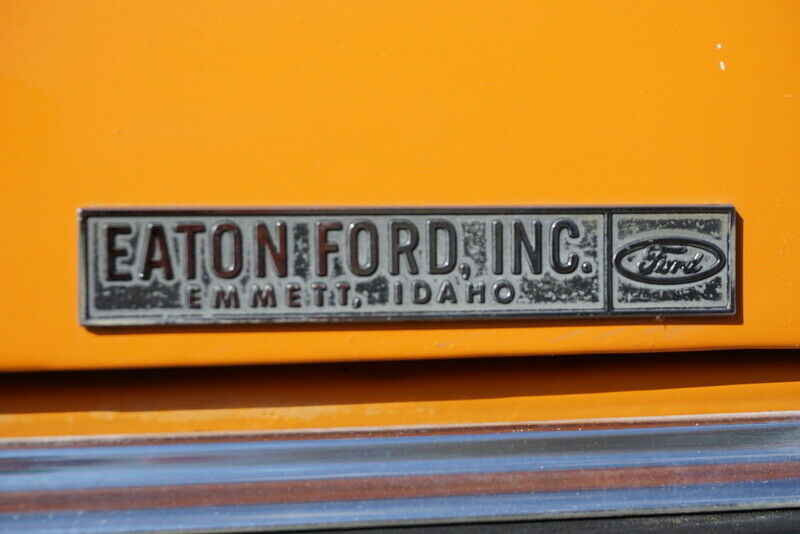 EATON FORD, INC.
EMMETT, IDAHO
Ford